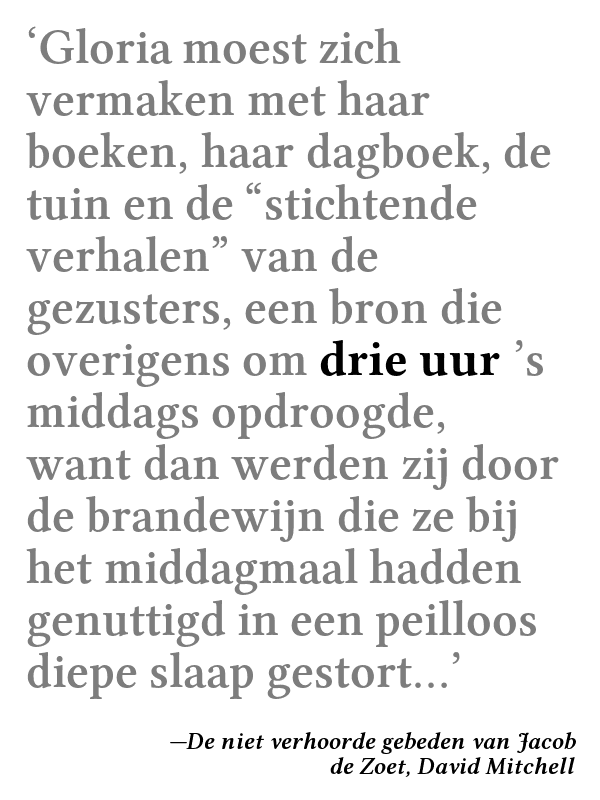 ‘Gloria moest zich
vermaken met haar
boeken, haar dagboek, de
tuin en de “stichtende
verhalen” van de
gezusters, een bron die
overigens om drie uur ’s
middags opdroogde,
want dan werden zij door
de brandewijn die ze bij
het middagmaal hadden
genuttigd in een peilloos
diepe slaap gestort...’
—De niet verhoorde gebeden van Jacob
de Zoet, David Mitchell